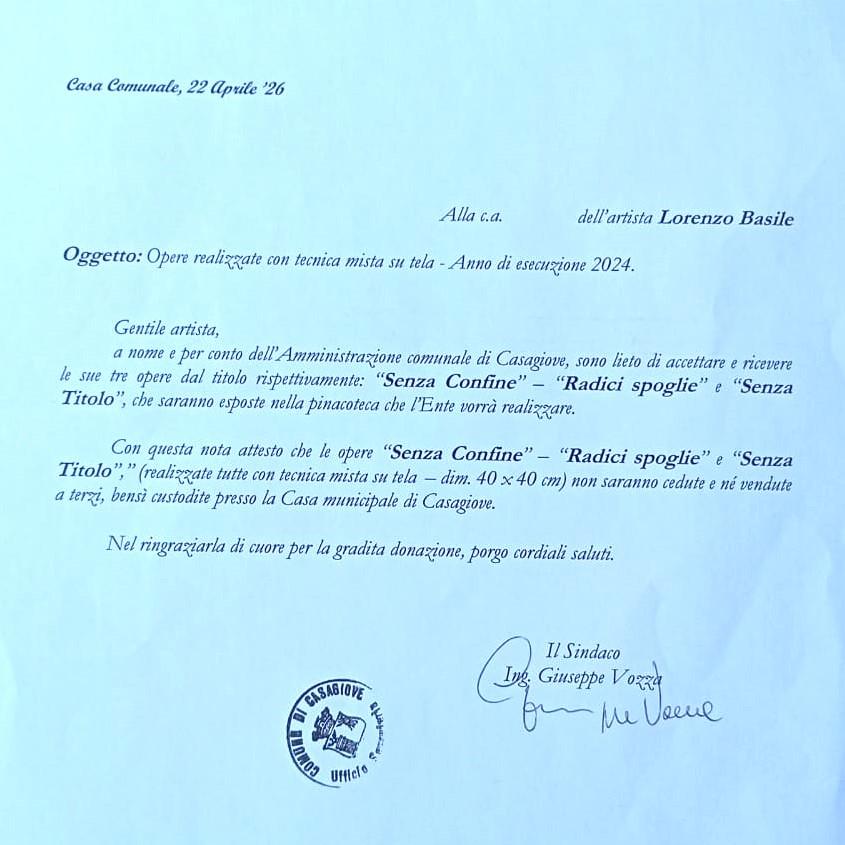 Casa Comunale, 22 Aprile '26
Alla c.a. dell'artista Lorenzo Basile
Oggetto: Opere realizzate con tecnica mista su tela - Anno di esecuzione 2024.
Gentile artista,
a nome e per conto dell'Amministrazione comunale di Casagiove, sono lieto di accettare e ricevere
le sue tre opere dal titolo rispettivamente: "Senza Confine" – "Radici spoglie" e "Senza
Titolo", che saranno esposte nella pinacoteca che l'Ente vorrà realizzare.
Con questa nota attesto che le opere "Senza Confine" – "Radici spoglie" e "Senza
Titolo"," (realizzate tutte con tecnica mista su tela – dim. 40 x 40 cm) non saranno cedute e né vendute
a terzi, bensì custodite presso la Casa municipale di Casagiove.
Nel ringraziarla di cuore per la gradita donazione, porgo cordiali saluti.
Il Sindaco
Ing. Giuseppe Vozza
COMUNE DI CASAGIOVE
Ufficio